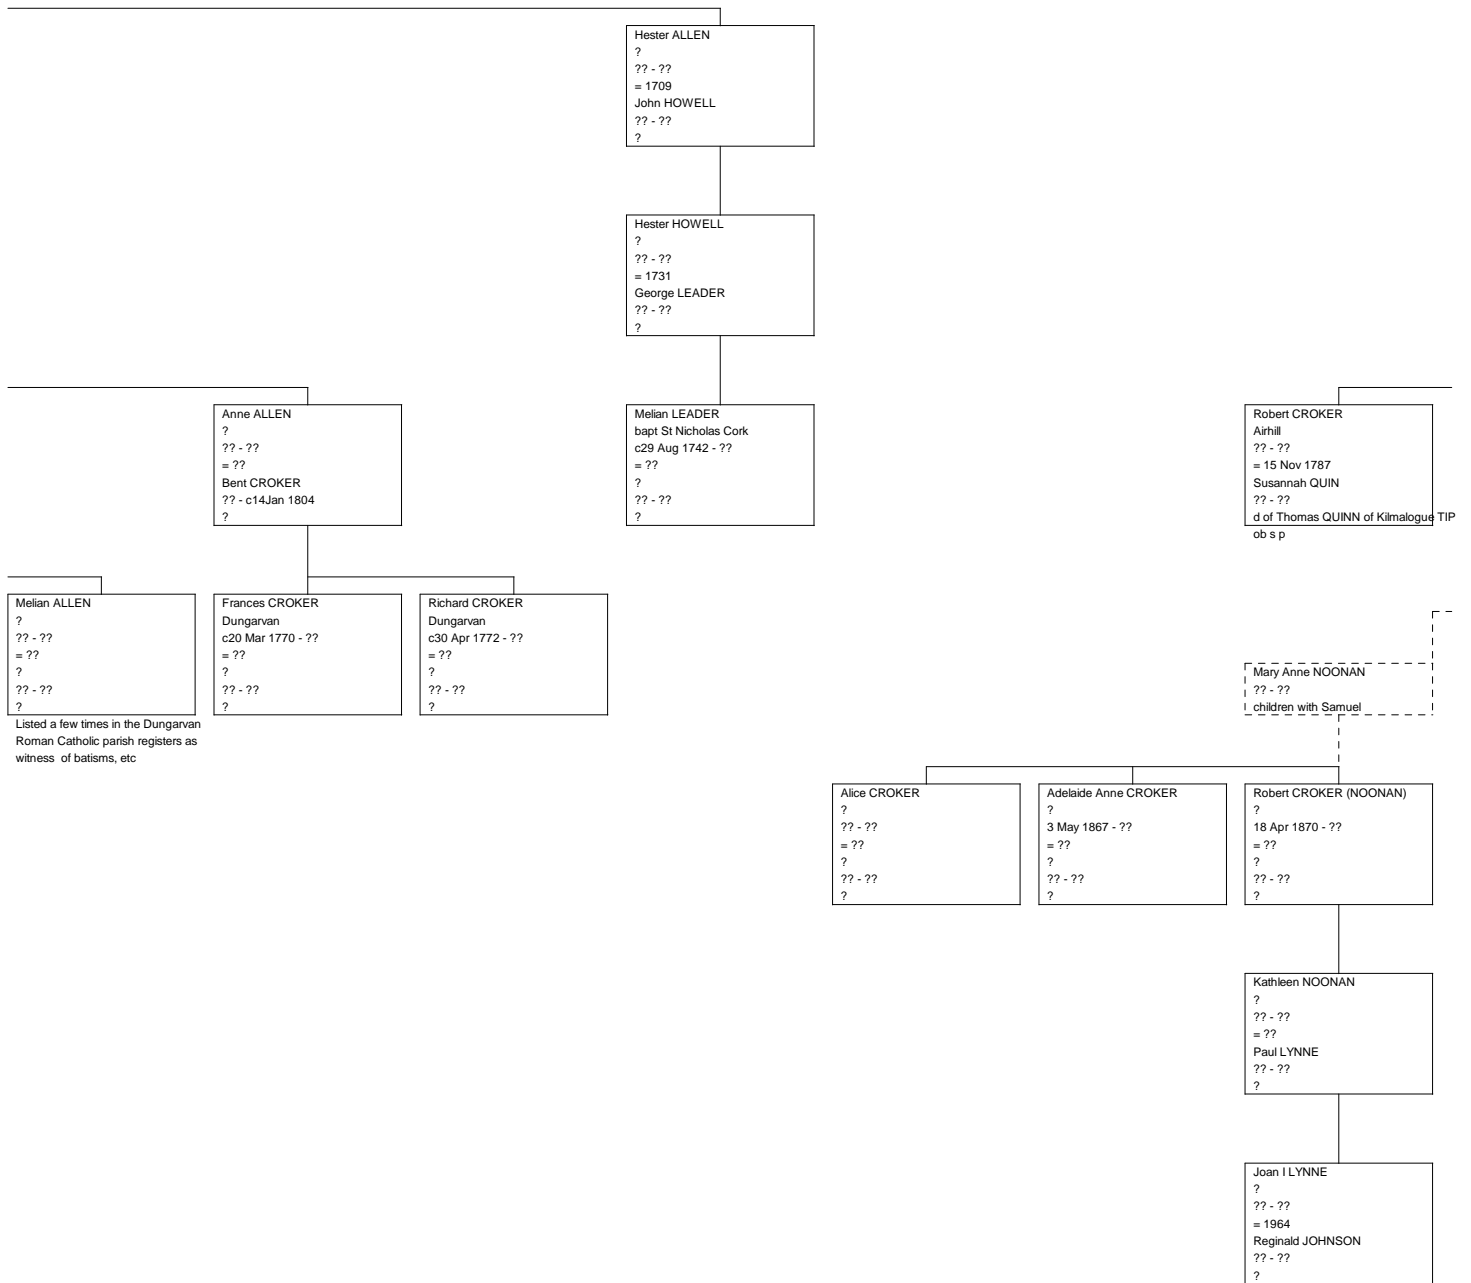 Hester ALLEN
?
?? - ??
= 1709
John HOWELL
?? - ??
?
Hester HOWELL
?
?? - ??
= 1731
George LEADER
?? - ??
?
Anne ALLEN
?
?? - ??
= ??
Bent CROKER
?? - c14Jan 1804
?
Melian LEADER
bapt St Nicholas Cork
c29 Aug 1742 - ??
= ??
?
?? - ??
?
Robert CROKER
Airhill
?? - ??
= 15 Nov 1787
Susannah QUIN
?? - ??
d of Thomas QUINN of Kilmalogue TIP
ob s p
Melian ALLEN
?
?? - ??
= ??
?
?? - ??
?
Listed a few times in the Dungarvan
Roman Catholic parish registers as
witness  of batisms, etc
Frances CROKER
Dungarvan
c20 Mar 1770 - ??
= ??
?
?? - ??
?
Richard CROKER
Dungarvan
c30 Apr 1772 - ??
= ??
?
?? - ??
?
Mary Anne NOONAN
?? - ??
children with Samuel
Alice CROKER
?
?? - ??
= ??
?
?? - ??
?
Adelaide Anne CROKER
?
3 May 1867 - ??
= ??
?
?? - ??
?
Robert CROKER (NOONAN)
?
18 Apr 1870 - ??
= ??
?
?? - ??
?
Kathleen NOONAN
?
?? - ??
= ??
Paul LYNNE
?? - ??
?
Joan I LYNNE
?
?? - ??
= 1964
Reginald JOHNSON
?? - ??
?